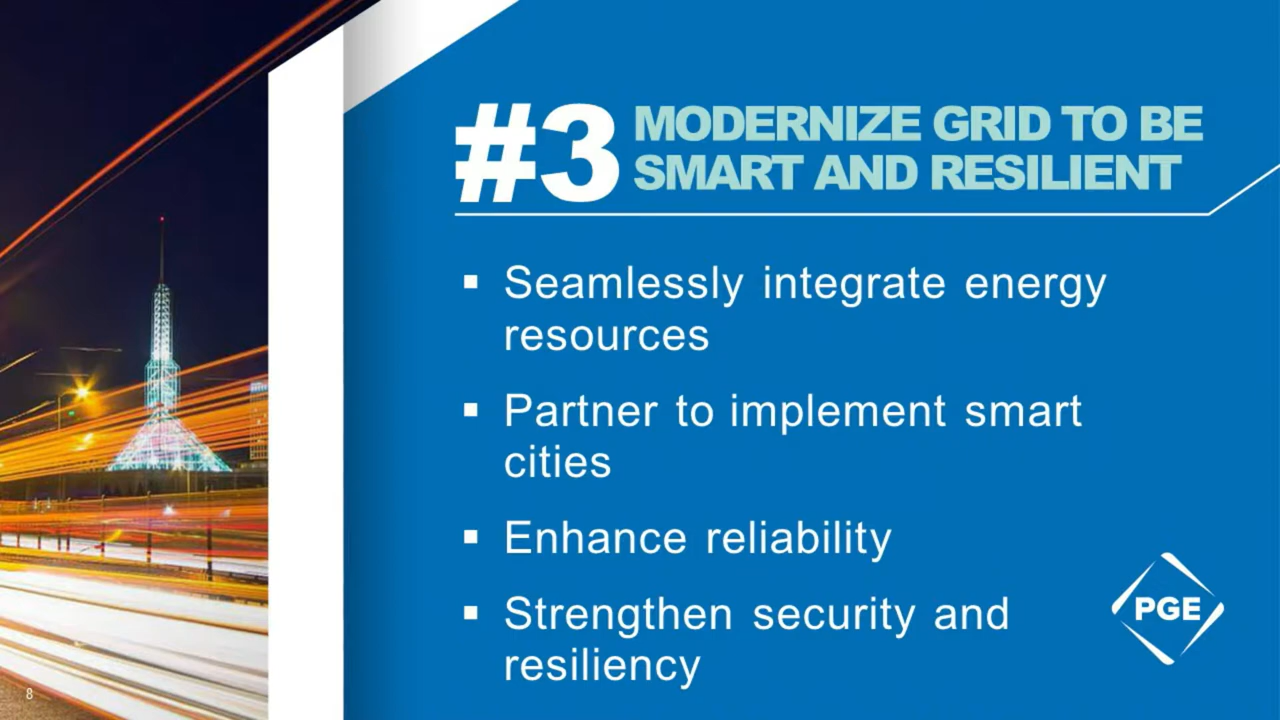 #3 MODERNIZE GRID TO BE
SMART AND RESILIENT
▪ Seamlessly integrate energy
resources
▪ Partner to implement smart
cities
▪ Enhance reliability
▪ Strengthen security and
resiliency
PGE
8